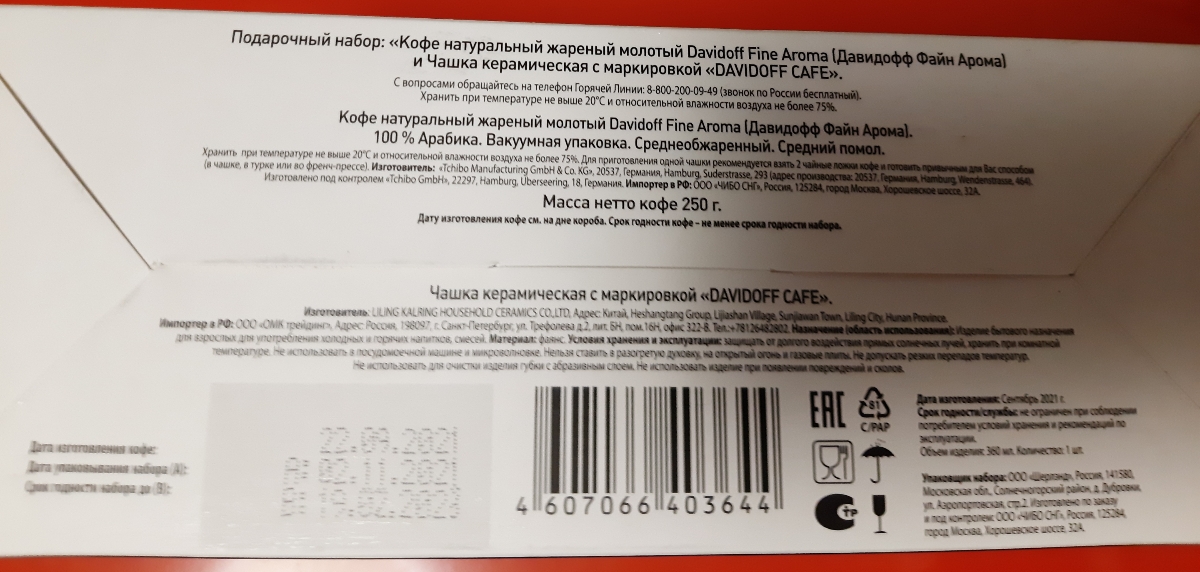 Подарочный набор: «Кофе натуральный жареный молотый Davidoff Fine Aroma (Давидофф Файн Арома)
и Чашка керамическая с маркировкой «DAVIDOFF CAFE».
С вопросами обращайтесь на телефон Горячей Линии: 8-800-200-09-49 (звонок по России бесплатный).
Хранить при температуре не выше 20°C и относительной влажности воздуха не более 75%.
Кофе натуральный жареный молотый Davidoff Fine Aroma (Давидофф Файн Арома).
100 % Арабика. Вакуумная упаковка. Среднеобжаренный. Средний помол.
Хранить при температуре не выше 20°C и относительной влажности воздуха не более 75%. Для приготовления одной чашки рекомендуется взять 2 чайные ложки кофе и готовить привычным для Вас способом
(в чашке, в турке или во френч-прессе). Изготовитель: «Tchibo Manufacturing GmbH & Co. KG», 20537, Германия, Hamburg, Suderstrasse, 293 (адрес производства: 20537, Германия, Hamburg, Wendenstrasse, 464).
Изготовлено под контролем «Tchibo GmbH», 22297, Hamburg, Uberseering, 18, Германия. Импортер в РФ: ООО «ЧИБО СНГ», Россия, 125284, город Москва, Хорошевское шоссе, 32А.
Масса нетто кофе 250 г.
Дату изготовления кофе см. на дне короба. Срок годности кофе – не менее срока годности набора.
Чашка керамическая с маркировкой «DAVIDOFF CAFE».
Изготовитель: LILING KALRING HOUSEHOLD CERAMICS CO.,LTD, Адрес: Китай, Heshangtang Group, Lijiashan Village, Sunjiawan Town, Liling City, Hunan Province.
Импортер в РФ: ООО «ОМК трейдинг», Адрес: Россия, 198097, г. Санкт-Петербург, ул. Трефолева д.2, лит. БН, пом.16Н, офис 322-В. Тел.:+78126482802. Назначение (область использования): Изделие бытового назначения
для взрослых для употребления холодных и горячих напитков, смесей. Материал: фаянс. Условия хранения и эксплуатации: защищать от долгого воздействия прямых солнечных лучей, хранить при комнатной
температуре. Не использовать в посудомоечной машине и микроволновке. Нельзя ставить в разогретую духовку, на открытый огонь и газовые плиты. Не допускать резких перепадов температур.
Не использовать для очистки изделия губки с абразивным слоем. Не использовать изделие при появлении повреждений и сколов.
Дата изготовления кофе:
Дата упаковывания набора (A):
Срок годности набора до (B):
22.09.2021
A: 02.11.2021
B: 19.02.2023
4 607066 403644
EAC
81
C/PAP
тр
Дата изготовления: Сентябрь 2021 г.
Срок годности/службы: не ограничен при соблюдении
потребителем условий хранения и рекомендаций по
эксплуатации.
Объем изделия: 360 мл. Количество: 1 шт.
Упаковщик набора: ООО «Шерлэнд», Россия, 141580,
Московская обл., Солнечногорский район, д. Дубровки,
ул. Аэропортовская, стр.2. Изготовлено по заказу
и под контролем: ООО «ЧИБО СНГ», Россия, 125284,
город Москва, Хорошевское шоссе, 32А.